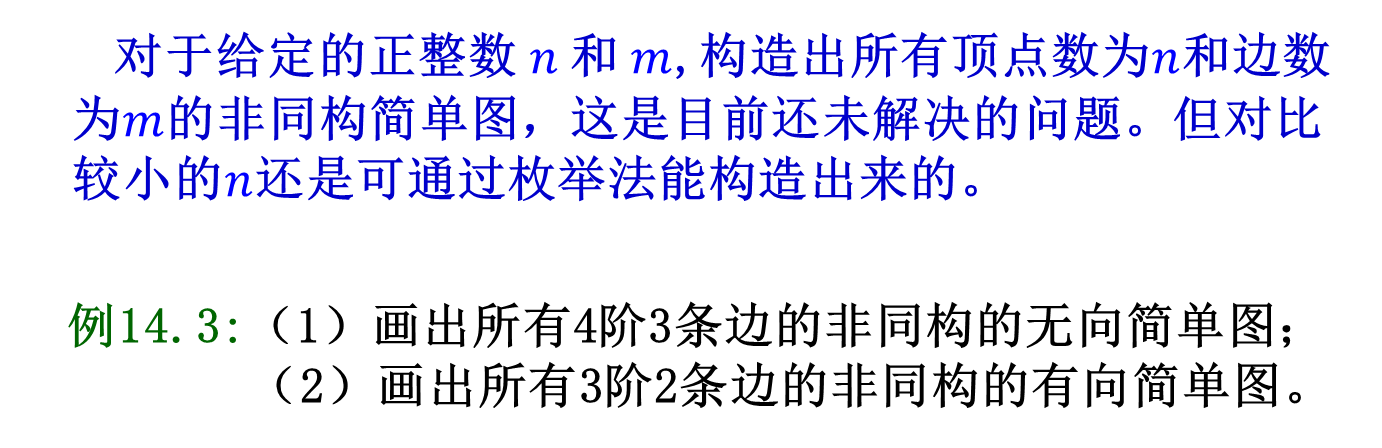 对于给定的正整数 n 和 m, 构造出所有顶点数为n和边数
为m的非同构简单图，这是目前还未解决的问题。但对比
较小的n还是可通过枚举法能构造出来的。
例14.3:（1）画出所有4阶3条边的非同构的无向简单图；
（2）画出所有3阶2条边的非同构的有向简单图。